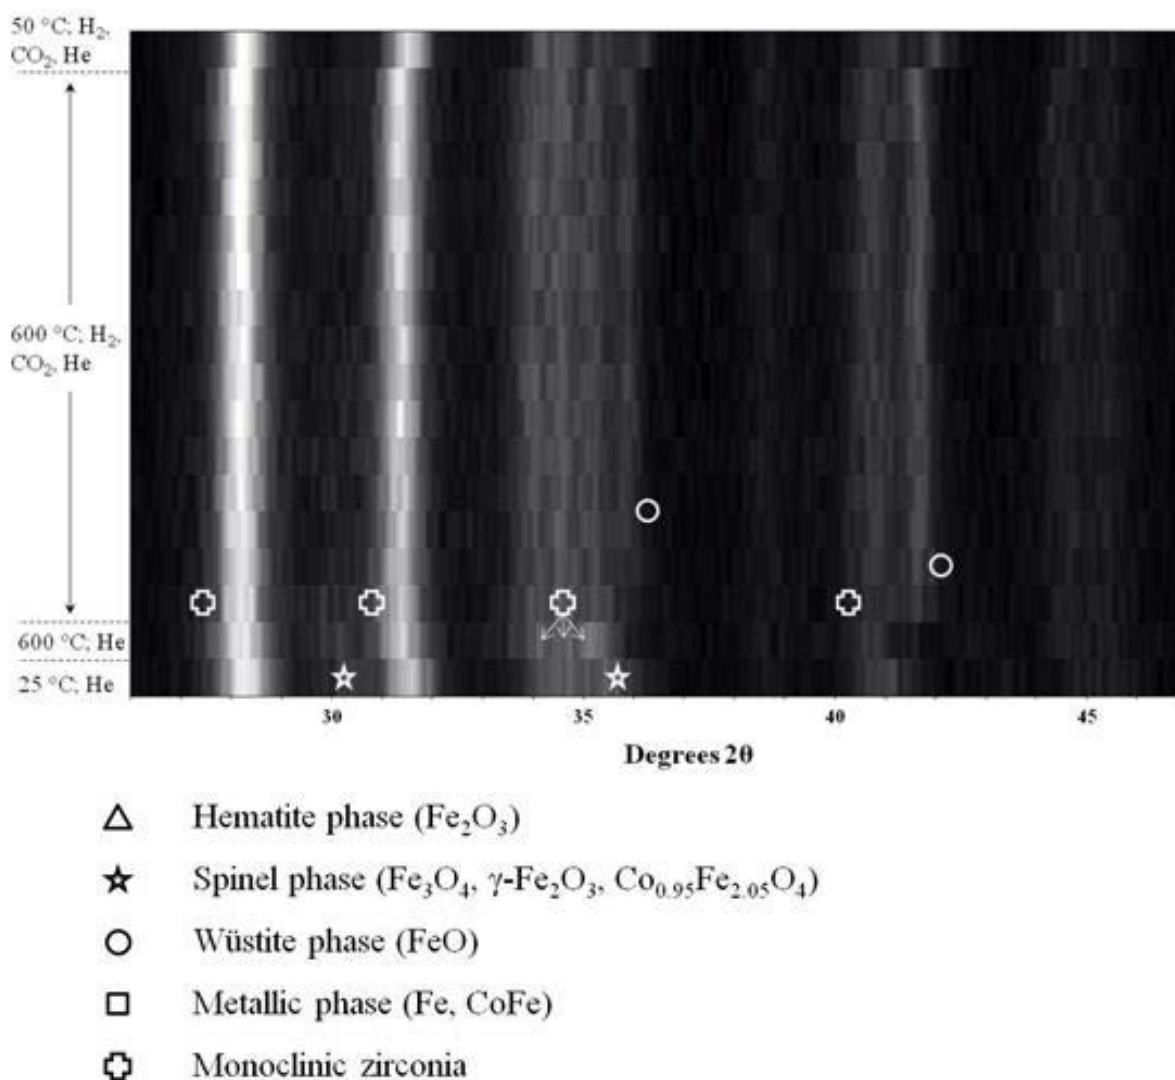 50 °C; H₂,
CO₂, He
600 °C; H₂,
CO₂, He
600 °C; He
25 °C; He
30 35 40 45
Degrees 2θ
Hematite phase (Fe₂O₃)
Spinel phase (Fe₃O₄, γ-Fe₂O₃, Co₀.₉₅Fe₂.₀₅O₄)
Wüstite phase (FeO)
Metallic phase (Fe, CoFe)
Monoclinic zirconia